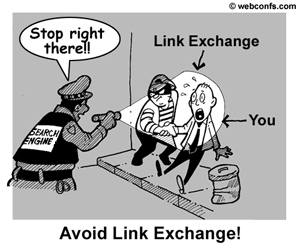 © webconfs.com
Stop right
there!!
Link Exchange
You
SEARCH
ENGINE
Avoid Link Exchange!